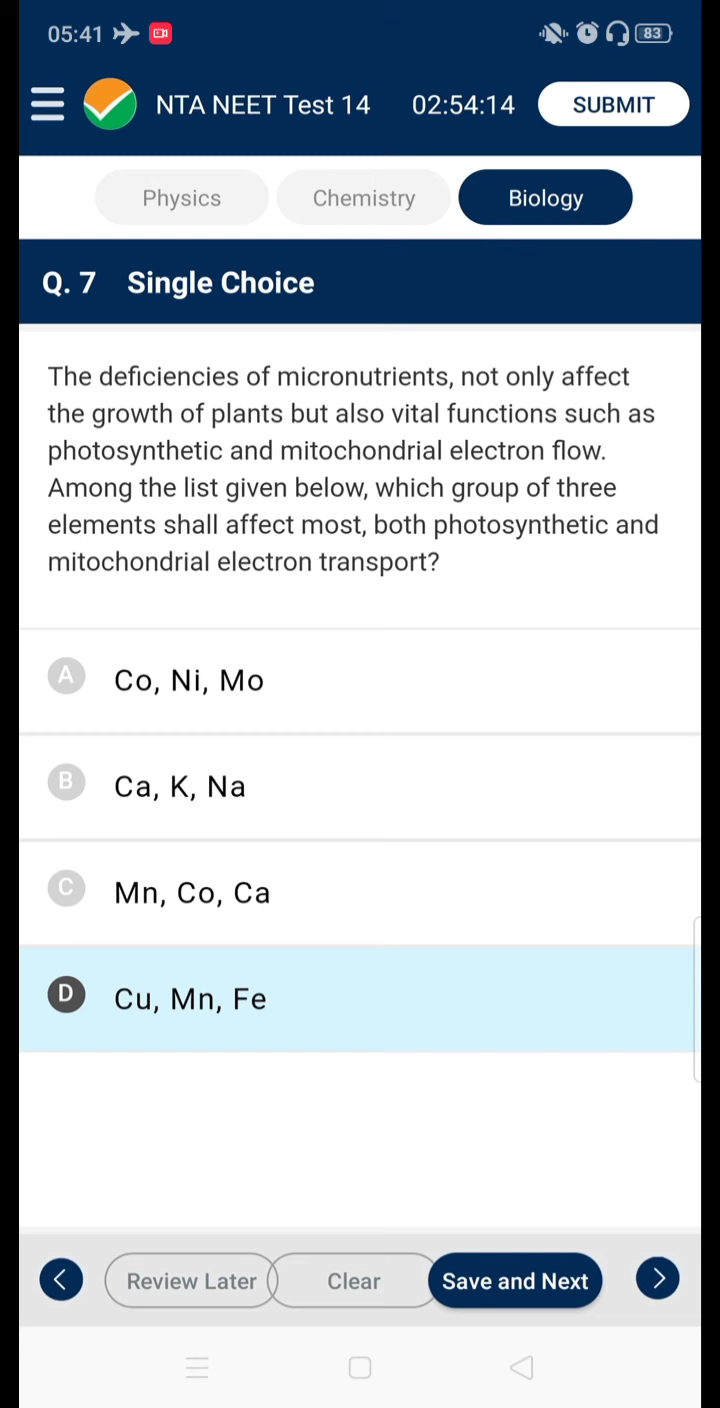 05:41
83
NTA NEET Test 14 02:54:14 SUBMIT
Physics Chemistry Biology
Q. 7 Single Choice
The deficiencies of micronutrients, not only affect
the growth of plants but also vital functions such as
photosynthetic and mitochondrial electron flow.
Among the list given below, which group of three
elements shall affect most, both photosynthetic and
mitochondrial electron transport?
A Co, Ni, Mo
B Ca, K, Na
C Mn, Co, Ca
D Cu, Mn, Fe
Review Later Clear Save and Next